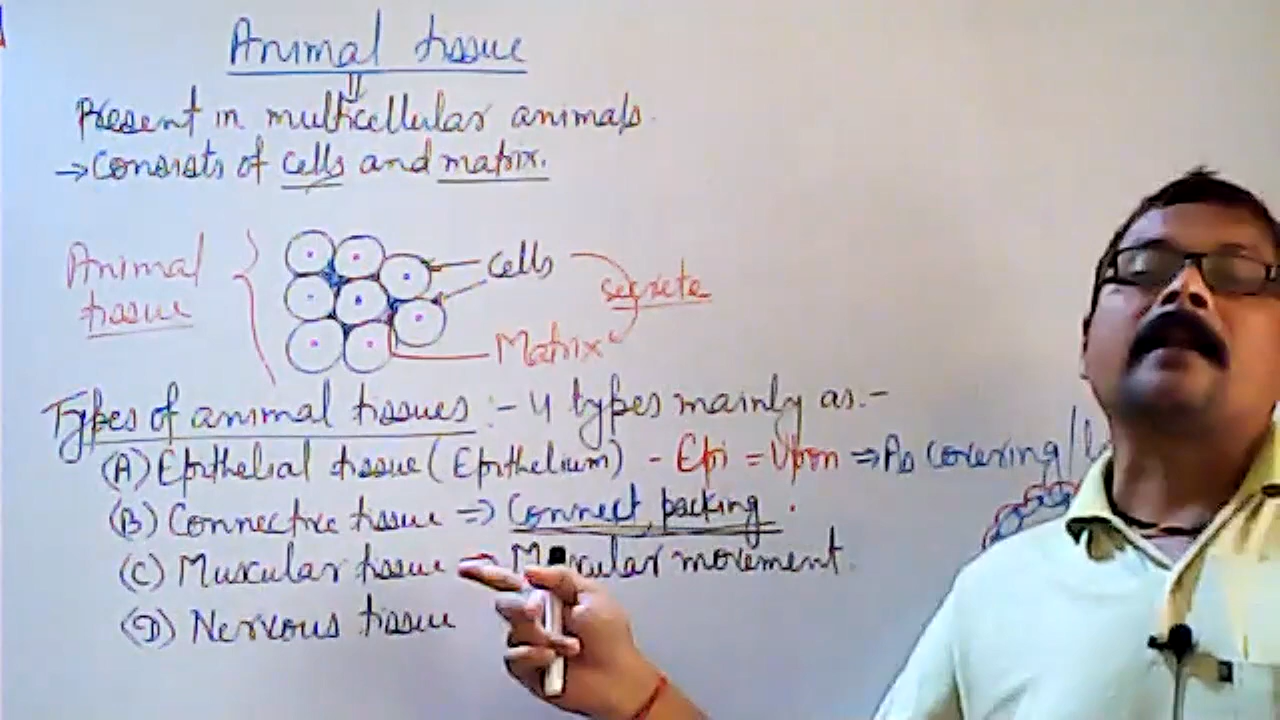 Animal tissue
Present in multicellular animals.
→ Consists of cells and matrix.
Animal tissue
cells
secrete
Matrix
Types of animal tissues :- 4 types mainly as:-
(A) Epithelial tissue (Epithelium) - Epi = Upon ⇒ As covering/
(B) Connective tissue ⇒ Connect, packing.
(C) Muscular tissue Muscular movement.
(D) Nervous tissue